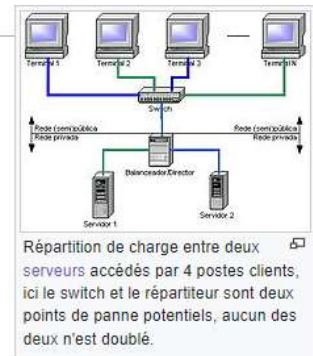 Terminal 1 Terminal 2 Terminal 3 Terminal N
Switch
Rede (semi)pública Rede (semi)pública
Rede privada Rede privada
Balanceador/Director
Servidor 1 Servidor 2
Répartition de charge entre deux
serveurs accédés par 4 postes clients,
ici le switch et le répartiteur sont deux
points de panne potentiels, aucun des
deux n'est doublé.